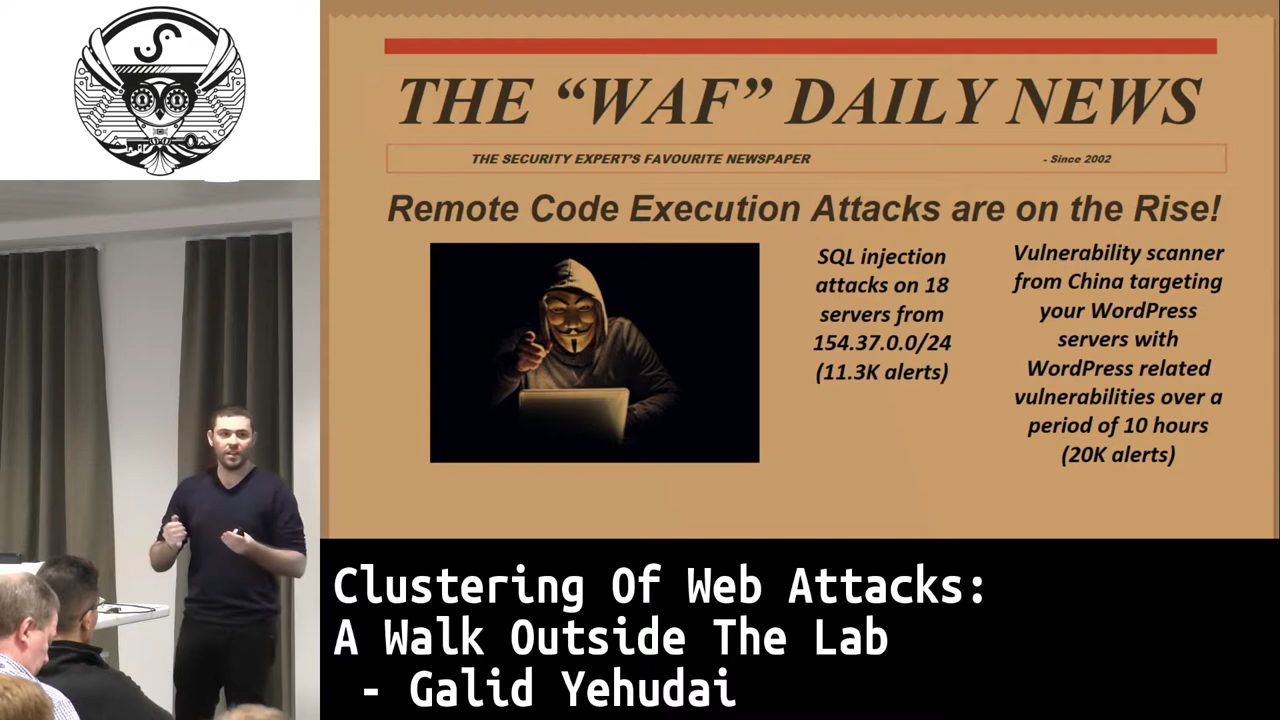 THE “WAF” DAILY NEWS
THE SECURITY EXPERT'S FAVOURITE NEWSPAPER
- Since 2002
Remote Code Execution Attacks are on the Rise!
SQL injection
attacks on 18
servers from
154.37.0.0/24
(11.3K alerts)
Vulnerability scanner
from China targeting
your WordPress
servers with
WordPress related
vulnerabilities over a
period of 10 hours
(20K alerts)
Clustering Of Web Attacks:
A Walk Outside The Lab
- Galid Yehudai